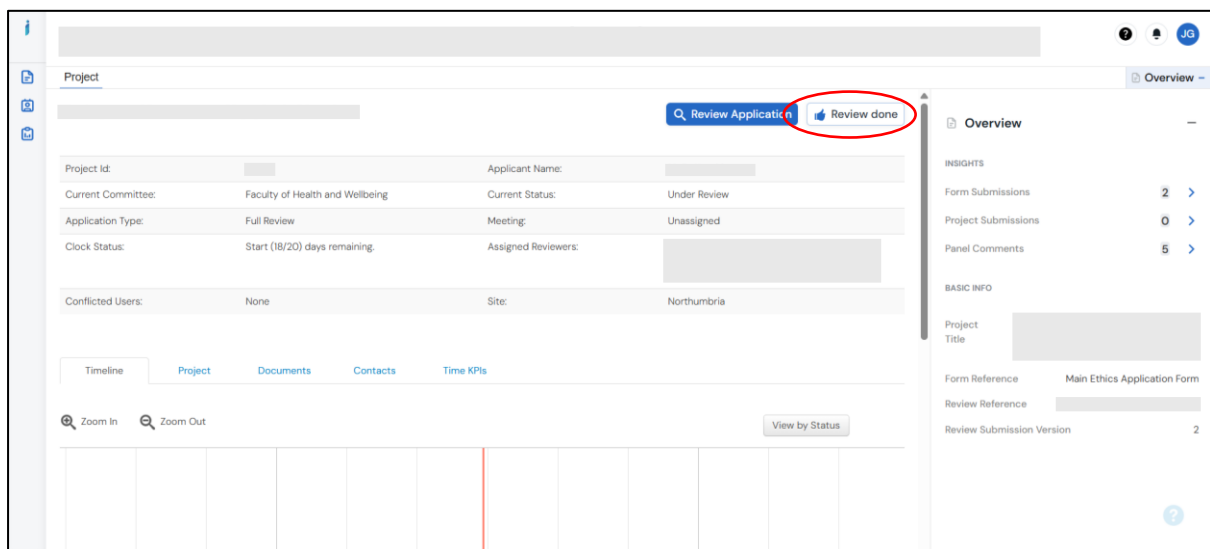 i
JG
Project
Overview –
Review Application
Review done
Overview
Project Id:
Applicant Name:
Current Committee:
Faculty of Health and Wellbeing
Current Status:
Under Review
Application Type:
Full Review
Meeting:
Unassigned
Clock Status:
Start (18/20) days remaining.
Assigned Reviewers:
Conflicted Users:
None
Site:
Northumbria
Timeline
Project
Documents
Contacts
Time KPIs
Zoom In
Zoom Out
View by Status
INSIGHTS
Form Submissions
2
Project Submissions
0
Panel Comments
5
BASIC INFO
Project
Title
Form Reference
Main Ethics Application Form
Review Reference
Review Submission Version
2